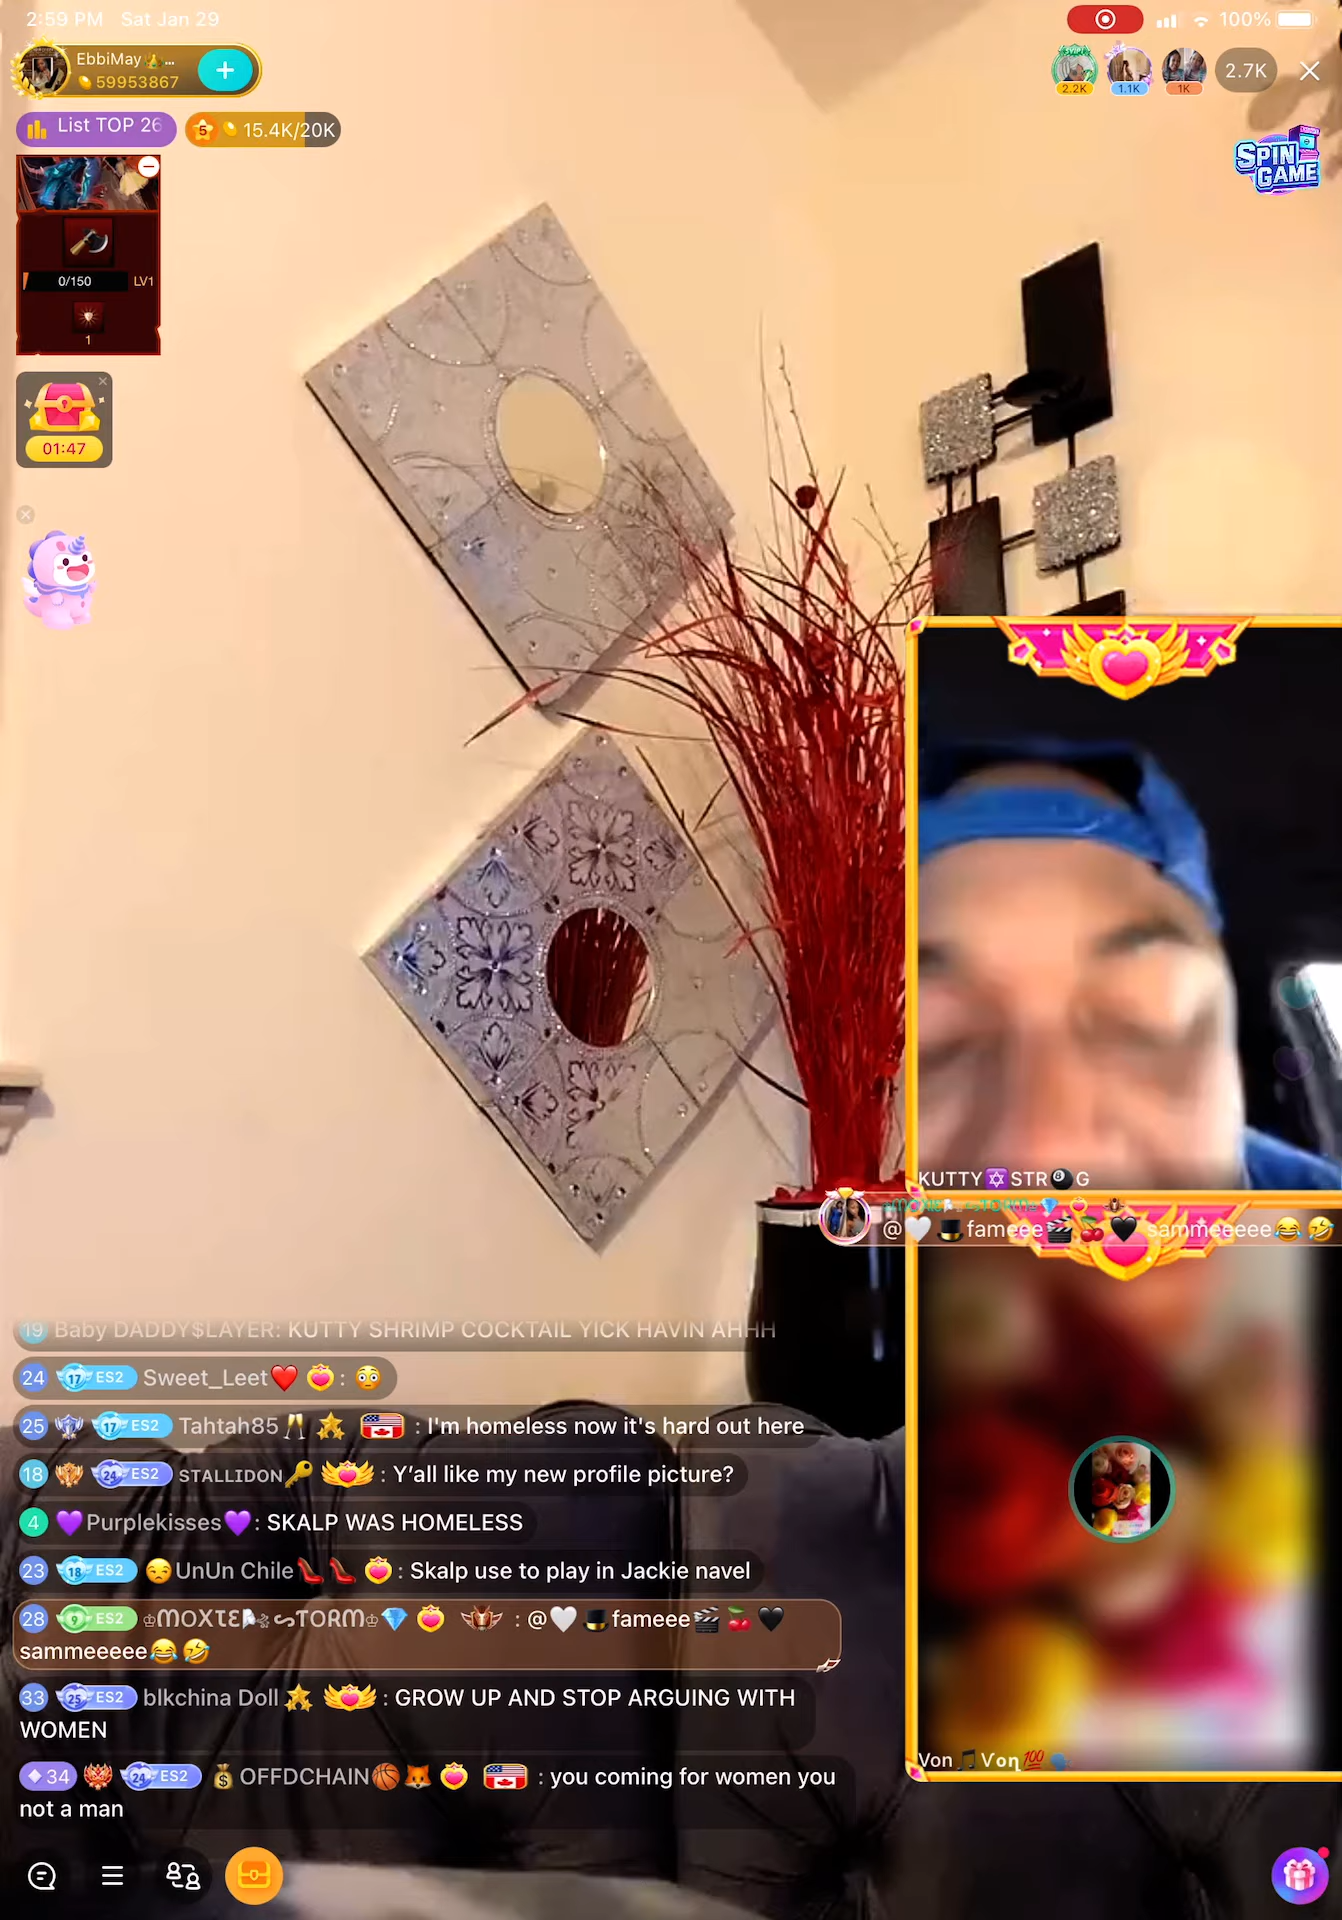 2:59 PM Sat Jan 29
100%
EbbiMay👑...
59953867
2.2K
1.1K
1K
2.7K
List TOP 26
5 15.4K/20K
SPIN GAME
0/150 LV1
1
01:47
KUTTY✡️STR🎱G
♔ᗰOXTE🌬️ᔕTORᗰ♔💎
@🤍🎩fameee🎬🍒🖤 sammeeeee😂🤣
19 Baby DADDY$LAYER: KUTTY SHRIMP COCKTAIL YICK HAVIN AHHH
24 17 ES2 Sweet_Leet❤️ : 😳
25 17 ES2 Tahtah85🥂 : I'm homeless now it's hard out here
18 24 ES2 ꜱᴛᴀʟʟɪᴅᴏɴ🔑 : Y'all like my new profile picture?
4 💜Purplekisses💜: SKALP WAS HOMELESS
23 18 ES2 😒UnUn Chile👠👠 : Skalp use to play in Jackie navel
28 9 ES2 ♔ᗰOXTE🌬️ᔕTORᗰ♔💎 : @🤍🎩fameee🎬🍒🖤
sammeeeee😂🤣
33 25 ES2 blkchina Doll : GROW UP AND STOP ARGUING WITH
WOMEN
34 24 ES2 💰OFFDCHAIN🏀🦊 : you coming for women you
not a man
Von🎵Von💯🗣️